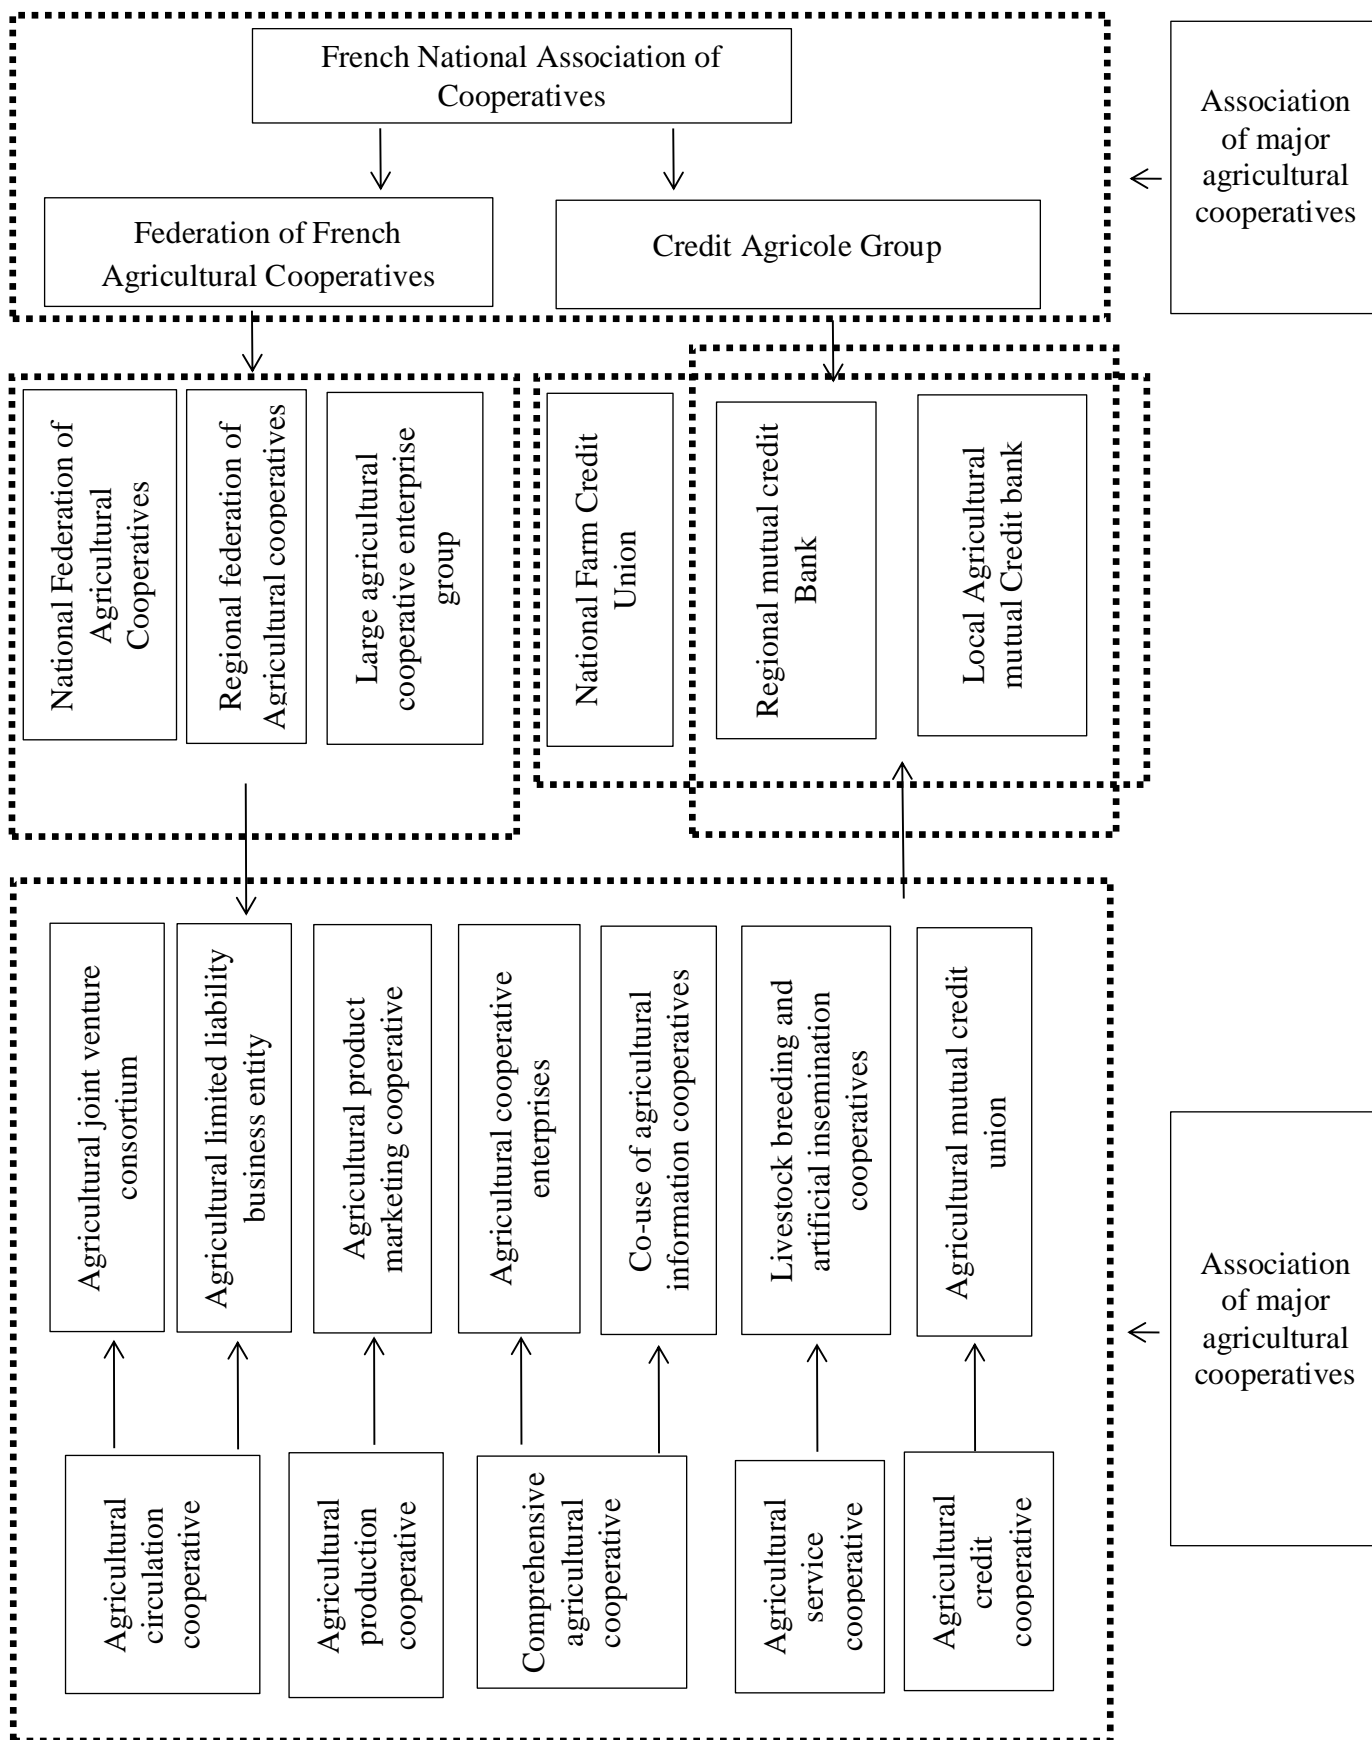 French National Association of
Cooperatives
Association
of major
agricultural
cooperatives
Federation of French
Agricultural Cooperatives
Credit Agricole Group
National Federation of
Agricultural
Cooperatives
Regional federation of
Agricultural cooperatives
Large agricultural
cooperative enterprise
group
National Farm Credit
Union
Regional mutual credit
Bank
Local Agricultural
mutual Credit bank
Agricultural joint venture
consortium
Agricultural limited liability
business entity
Agricultural product
marketing cooperative
Agricultural cooperative
enterprises
Co-use of agricultural
information cooperatives
Livestock breeding and
artificial insemination
cooperatives
Agricultural mutual credit
union
Association
of major
agricultural
cooperatives
Agricultural
circulation
cooperative
Agricultural
production
cooperative
Comprehensive
agricultural
cooperative
Agricultural
service
cooperative
Agricultural
credit
cooperative